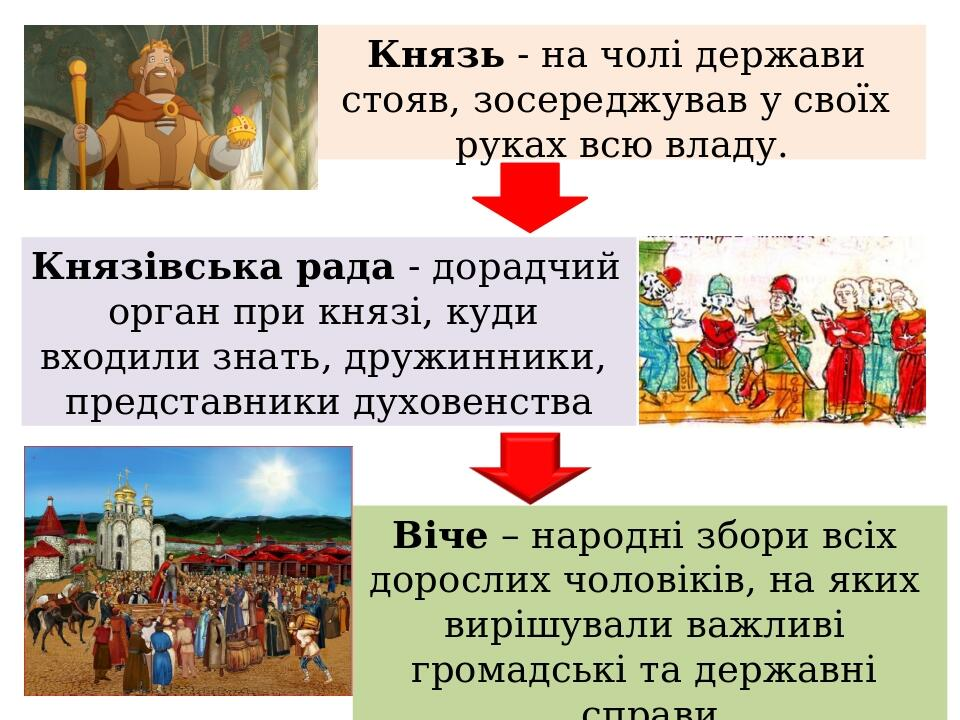 Князь - на чолі держави
стояв, зосереджував у своїх
руках всю владу.
Князівська рада - дорадчий
орган при князі, куди
входили знать, дружинники,
представники духовенства
Віче – народні збори всіх
дорослих чоловіків, на яких
вирішували важливі
громадські та державні
справи